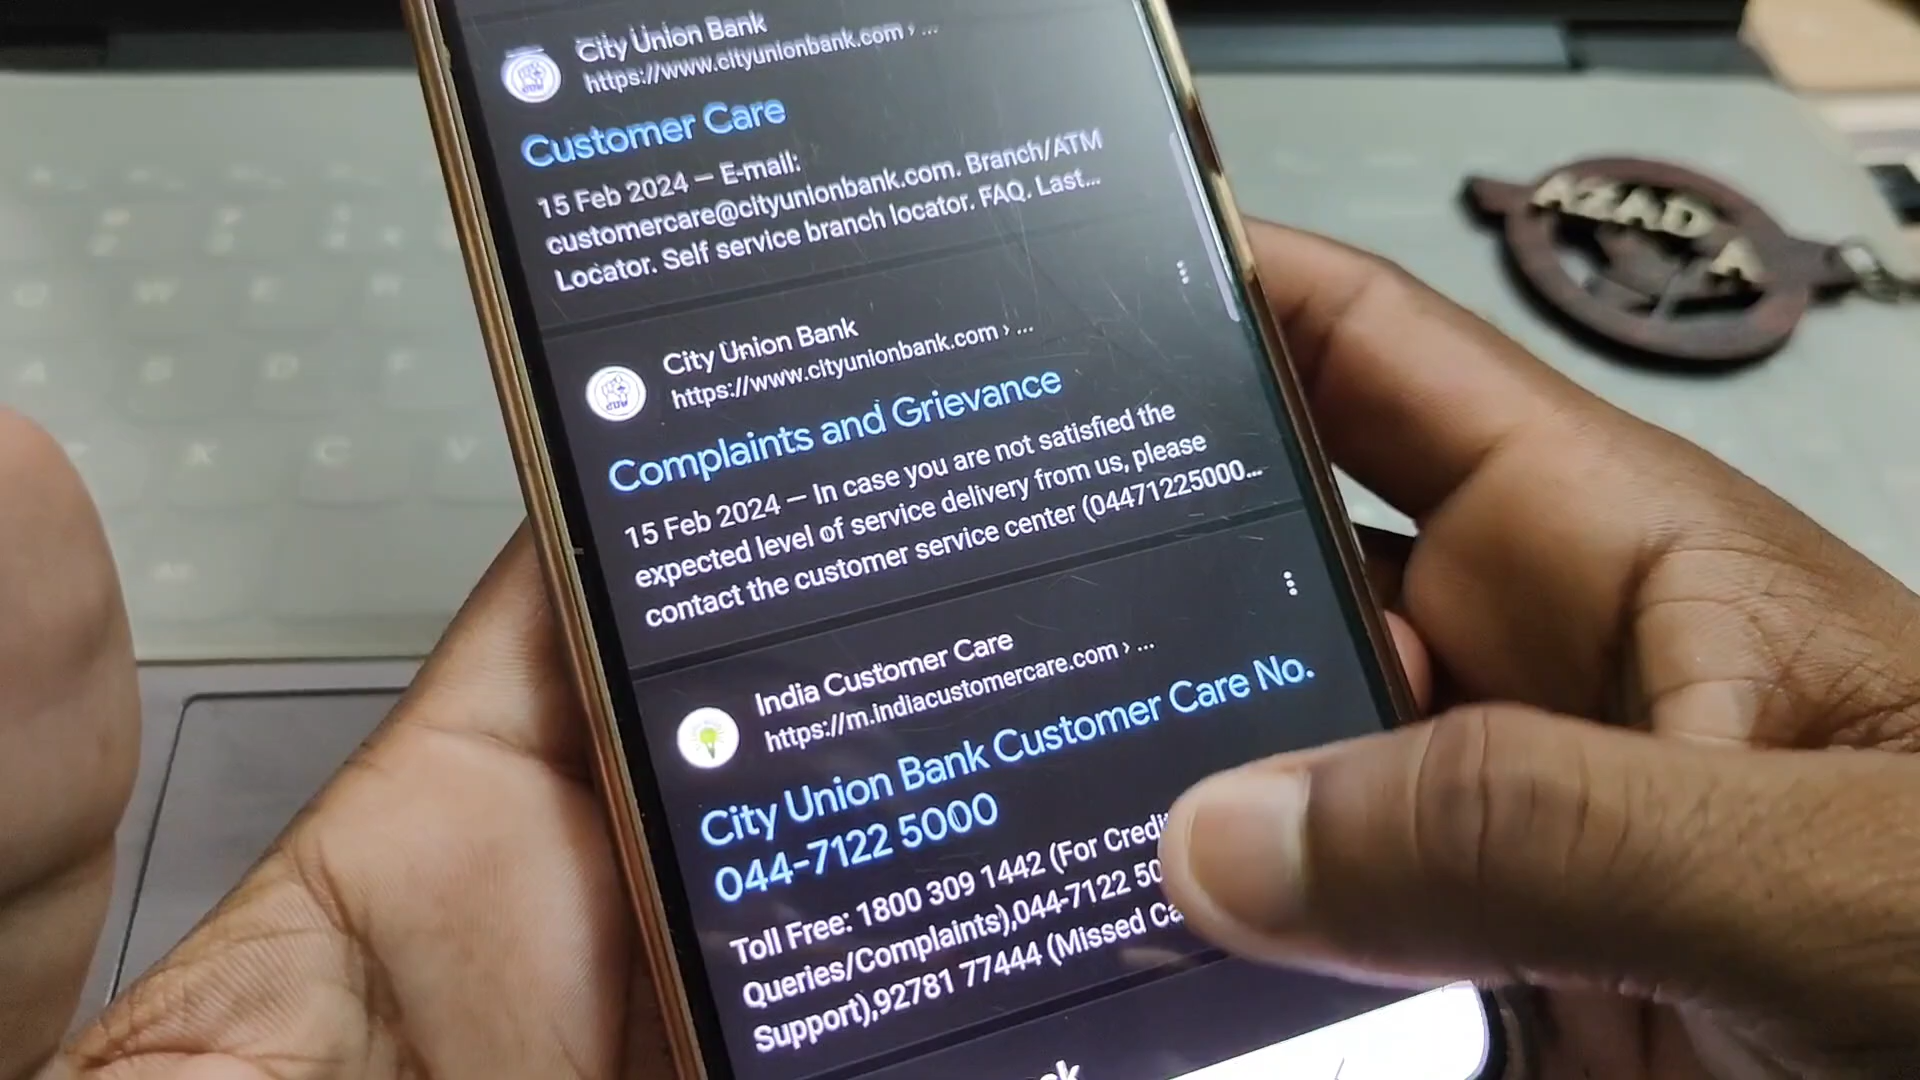 City Union Bank
https://www.cityunionbank.com › ...
Customer Care
15 Feb 2024 — E-mail:
customercare@cityunionbank.com. Branch/ATM
Locator. Self service branch locator. FAQ. Last...
City Union Bank
https://www.cityunionbank.com › ...
Complaints and Grievance
15 Feb 2024 — In case you are not satisfied the
expected level of service delivery from us, please
contact the customer service center (04471225000...
India Customer Care
https://m.indiacustomercare.com › ...
City Union Bank Customer Care No.
044-7122 5000
Toll Free: 1800 309 1442 (For
Queries/Complaints),044-7122
Support),92781 77444 (Missed
AZAD
A